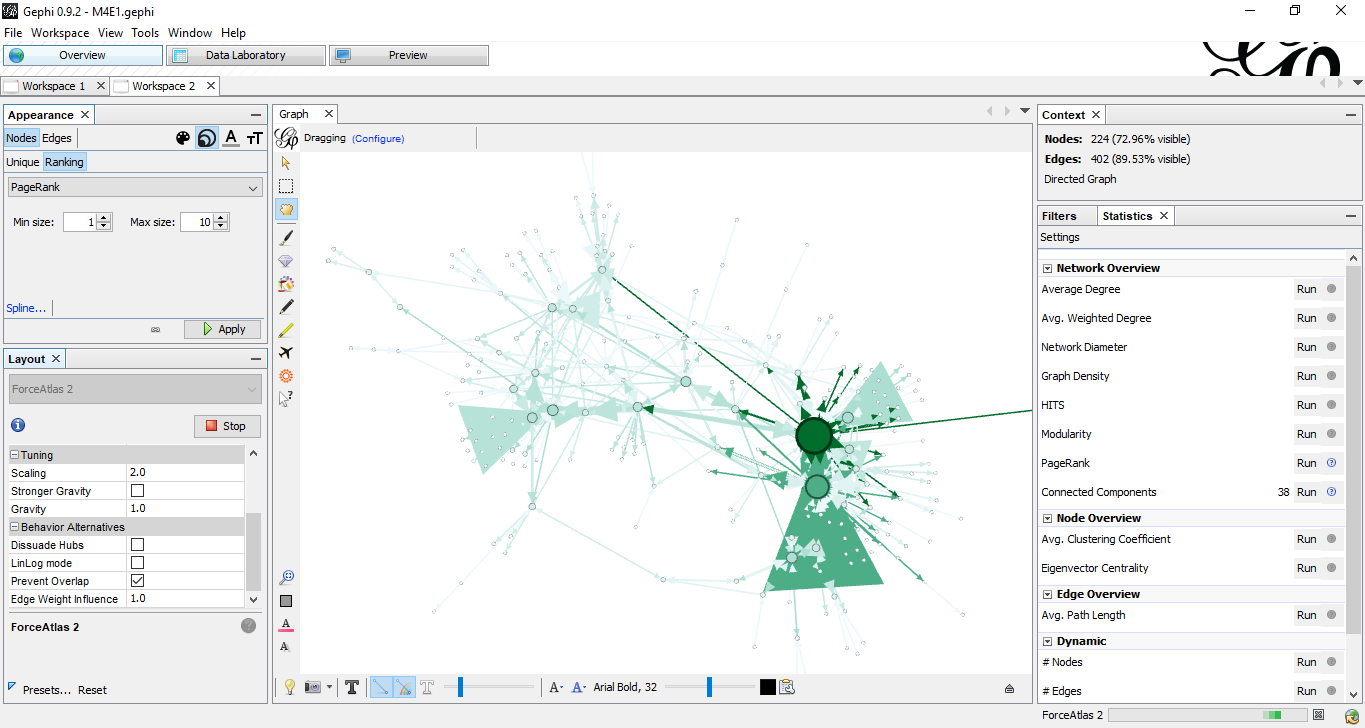 Gephi 0.9.2 - M4E1.gephi
File Workspace View Tools Window Help
Overview Data Laboratory Preview
Workspace 1 Workspace 2
Appearance
Nodes Edges
Unique Ranking
PageRank
Min size: 1 Max size: 10
Spline...
Apply
Layout
ForceAtlas 2
Stop
Tuning
Scaling 2.0
Stronger Gravity
Gravity 1.0
Behavior Alternatives
Dissuade Hubs
LinLog mode
Prevent Overlap
Edge Weight Influence 1.0
ForceAtlas 2
Presets... Reset
Graph
Dragging (Configure)
Arial Bold, 32
Context
Nodes: 224 (72.96% visible)
Edges: 402 (89.53% visible)
Directed Graph
Filters Statistics
Settings
Network Overview
Average Degree Run
Avg. Weighted Degree Run
Network Diameter Run
Graph Density Run
HITS Run
Modularity Run
PageRank Run
Connected Components 38 Run
Node Overview
Avg. Clustering Coefficient Run
Eigenvector Centrality Run
Edge Overview
Avg. Path Length Run
Dynamic
# Nodes Run
# Edges Run
ForceAtlas 2